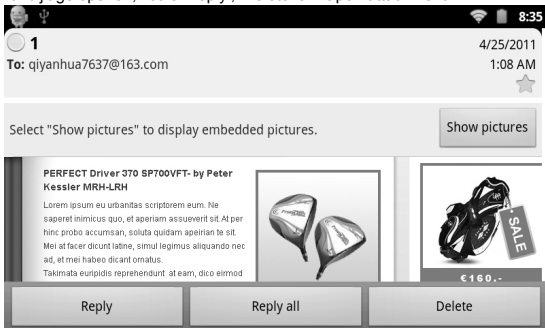 8:35
1
4/25/2011
To: qiyanhua7637@163.com
1:08 AM
Select "Show pictures" to display embedded pictures.
Show pictures
PERFECT Driver 370 SP700VFT- by Peter
Kessler MRH-LRH
Lorem ipsum eu urbanitas scriptorem eum. Ne
saperet inimicus quo, et aperiam assueverit sit. At per
hinc probo accumsan, soluta quidam apeirian te sit.
Mei at facer dicunt latine, simul legimus aliquando nec
ad, et mei habeo dicant ornatus.
Takimata euripidis reprehendunt at eam, dico eirmod
SALE
€160,-
Reply
Reply all
Delete